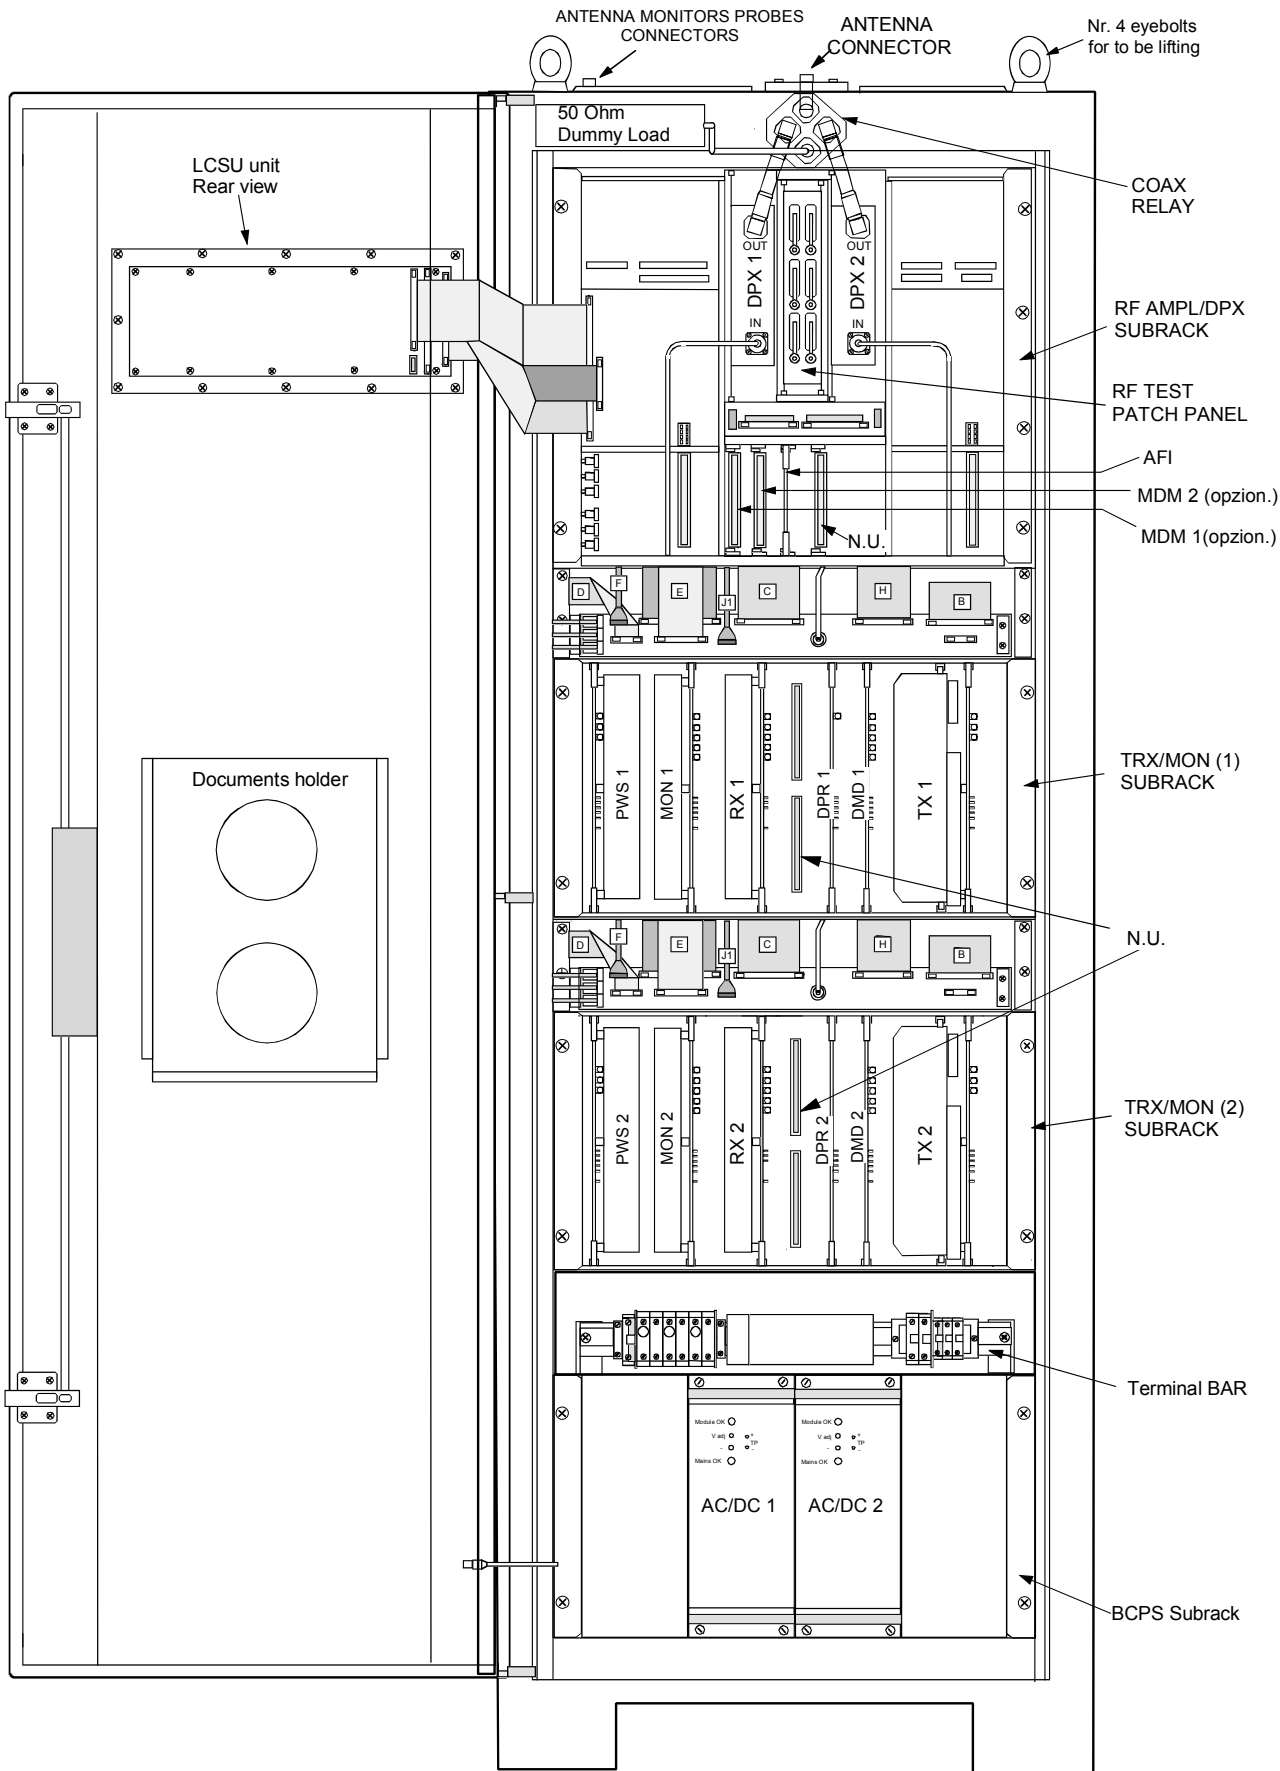 ANTENNA MONITORS PROBES
CONNECTORS
ANTENNA
CONNECTOR
Nr. 4 eyebolts
for to be lifting
50 Ohm
Dummy Load
LCSU unit
Rear view
COAX
RELAY
OUT
OUT
DPX 1
DPX 2
IN
IN
RF AMPL/DPX
SUBRACK
RF TEST
PATCH PANEL
AFI
MDM 2 (opzion.)
MDM 1(opzion.)
N.U.
D
F
E
J1
C
H
B
PWS 1
MON 1
RX 1
DPR 1
DMD 1
TX 1
TRX/MON (1)
SUBRACK
Documents holder
N.U.
D
F
E
J1
C
H
B
PWS 2
MON 2
RX 2
DPR 2
DMD 2
TX 2
TRX/MON (2)
SUBRACK
Terminal BAR
Module OK
V adj
+
TP
-
-
Mains OK
AC/DC 1
Module OK
V adj
+
TP
-
-
Mains OK
AC/DC 2
BCPS Subrack